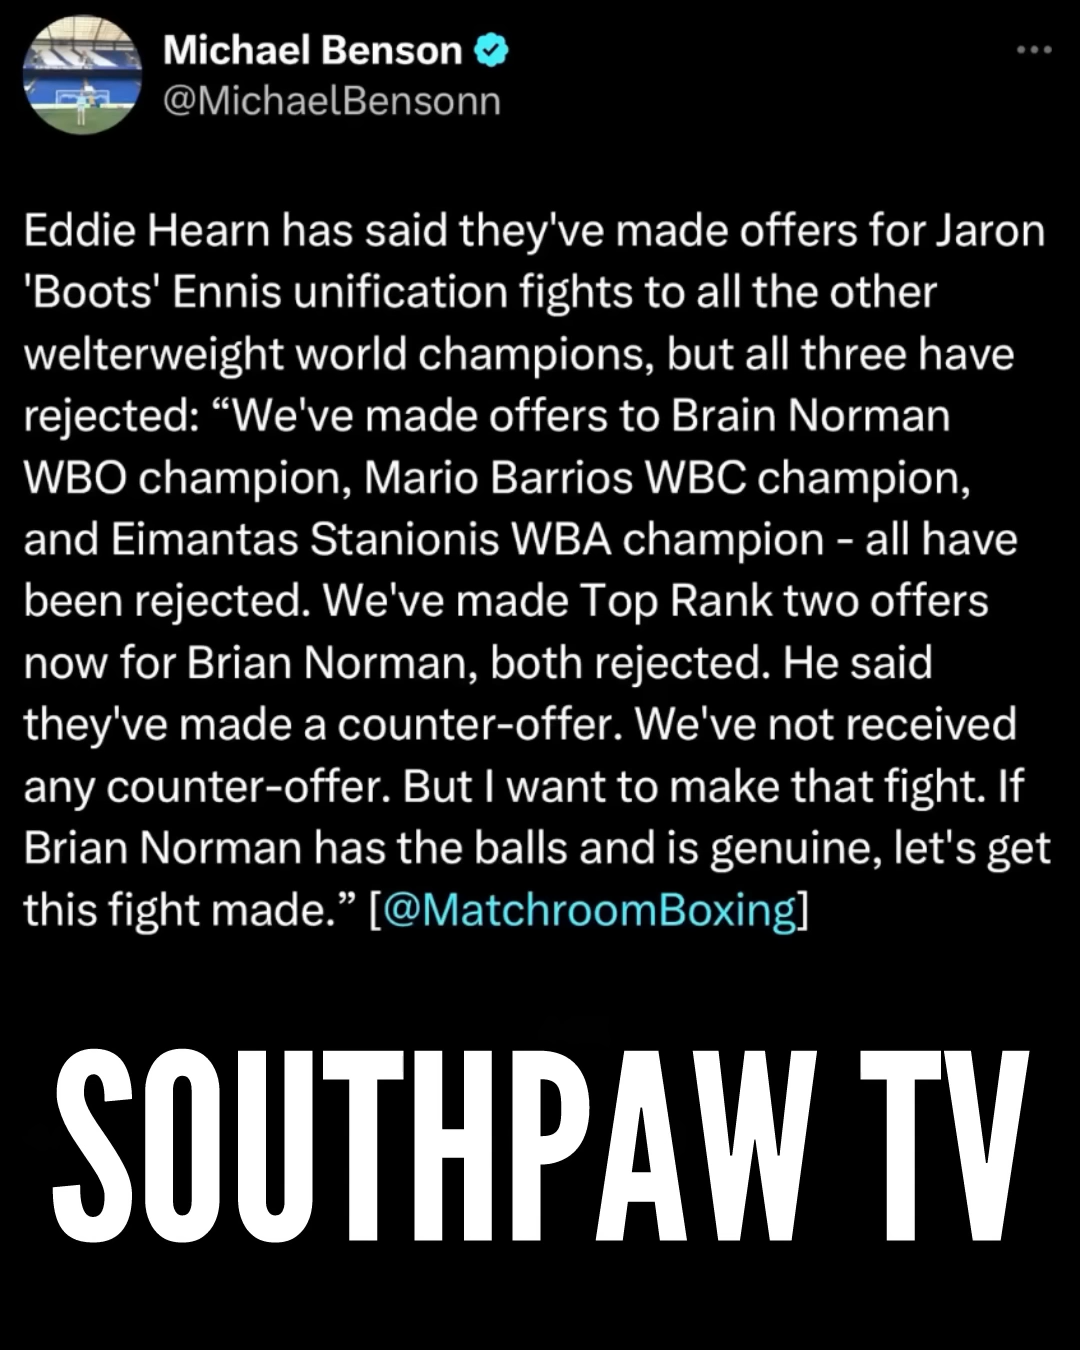 Michael Benson
@MichaelBensonn
Eddie Hearn has said they've made offers for Jaron
'Boots' Ennis unification fights to all the other
welterweight world champions, but all three have
rejected: “We've made offers to Brain Norman
WBO champion, Mario Barrios WBC champion,
and Eimantas Stanionis WBA champion - all have
been rejected. We've made Top Rank two offers
now for Brian Norman, both rejected. He said
they've made a counter-offer. We've not received
any counter-offer. But I want to make that fight. If
Brian Norman has the balls and is genuine, let's get
this fight made.” [@MatchroomBoxing]
SOUTHPAW TV